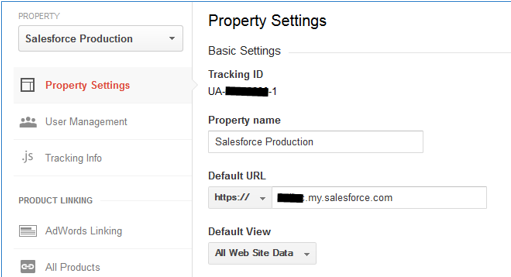 PROPERTY
Salesforce Production
Property Settings
User Management
.js Tracking Info
PRODUCT LINKING
AdWords Linking
All Products
Property Settings
Basic Settings
Tracking ID
UA- -1
Property name
Salesforce Production
Default URL
https:// .my.salesforce.com
Default View
All Web Site Data